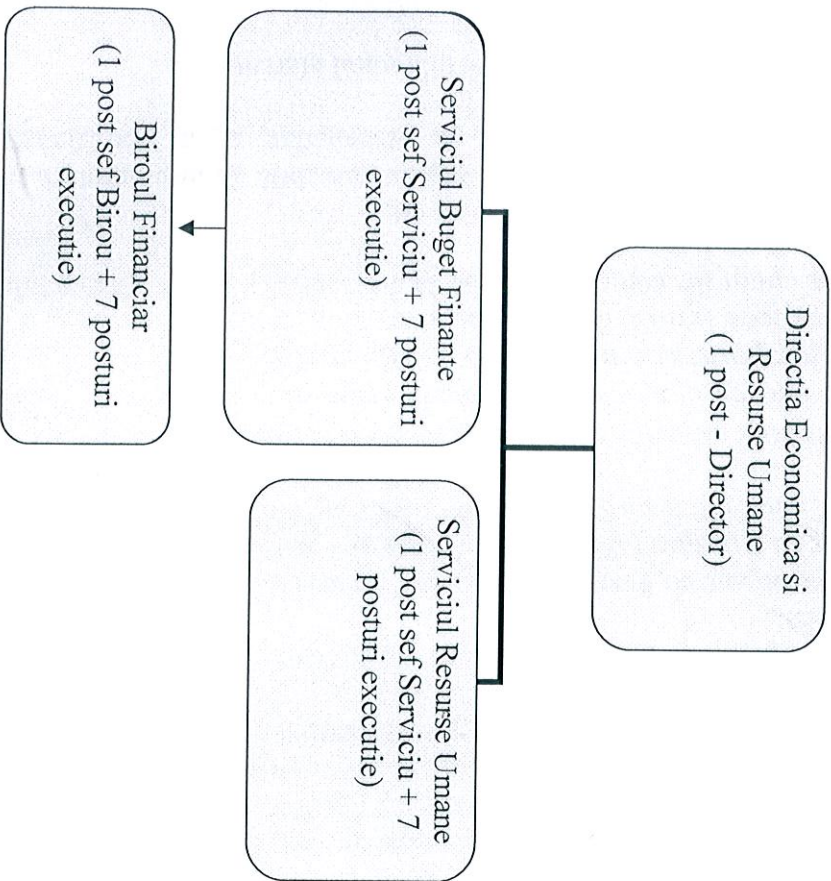 Directia Economica si
Resurse Umane
(1 post - Director)
Serviciul Buget Finante
(1 post sef Serviciu + 7 posturi
executie)
Serviciul Resurse Umane
(1 post sef Serviciu + 7
posturi executie)
Biroul Financiar
(1 post sef Birou + 7 posturi
executie)